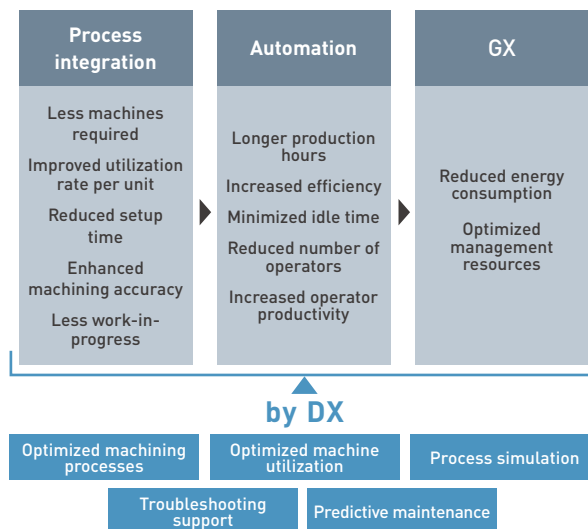 Process
integration
Less machines
required
Improved utilization
rate per unit
Reduced setup
time
Enhanced
machining accuracy
Less work-in-
progress
Automation
Longer production
hours
Increased efficiency
Minimized idle time
Reduced number of
operators
Increased operator
productivity
GX
Reduced energy
consumption
Optimized
management
resources
by DX
Optimized machining
processes
Optimized machine
utilization
Process simulation
Troubleshooting
support
Predictive maintenance